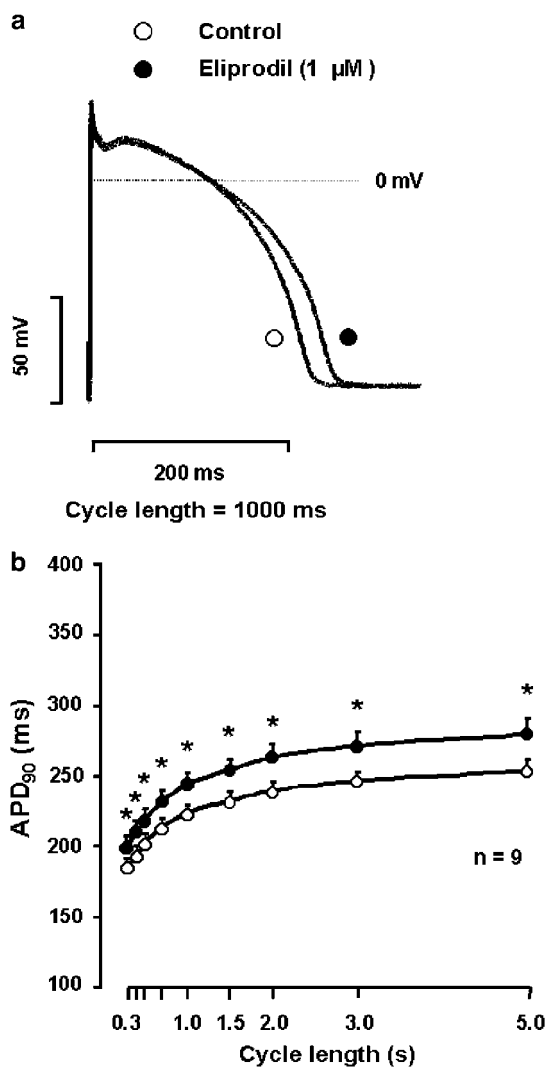 a
Control
Eliprodil (1 µM)
0 mV
50 mV
200 ms
Cycle length = 1000 ms
b
400
350
300
250
200
150
100
APD90 (ms)
* * * * * * * * *
n = 9
0.3 1.0 1.5 2.0 3.0 5.0
Cycle length (s)